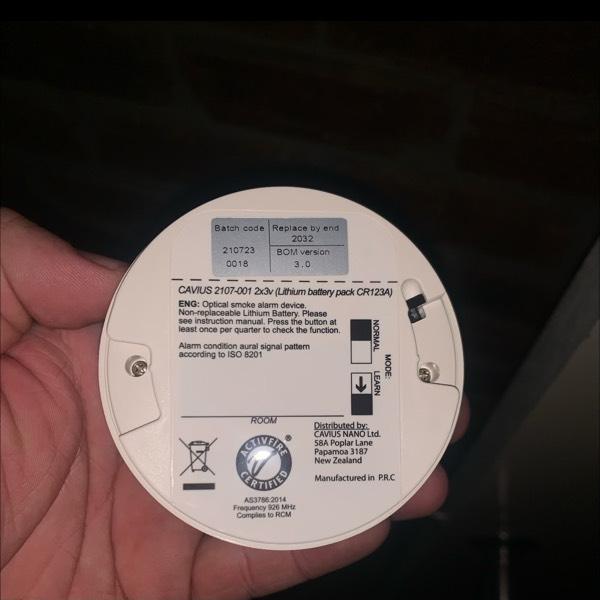 Batch code
210723
0018
Replace by end
2032
BOM version
3.0
CAVIUS 2107-001 2x3v (Lithium battery pack CR123A)
ENG: Optical smoke alarm device.
Non-replaceable Lithium Battery. Please
see instruction manual. Press the button at
least once per quarter to check the function.
Alarm condition aural signal pattern
according to ISO 8201
NORMAL
MODE:
LEARN
ROOM
ACTIVFIRE
®
CERTIFIED
AS3786:2014
Frequency 926 MHz
Complies to RCM
Distributed by:
CAVIUS NANO Ltd.
58A Poplar Lane
Papamoa 3187
New Zealand
Manufactured in P.R.C